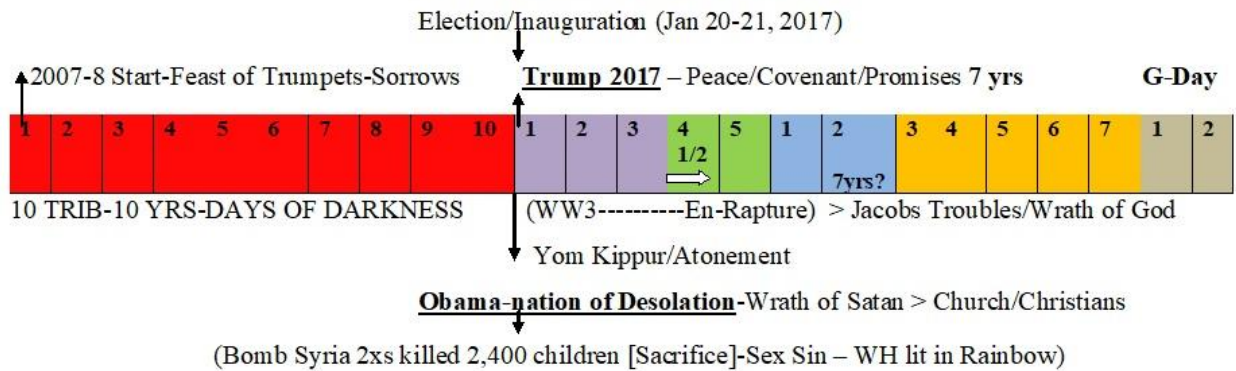 Election/Inauguration (Jan 20-21, 2017)
2007-8 Start-Feast of Trumpets-Sorrows Trump 2017 – Peace/Covenant/Promises 7 yrs G-Day
1 2 3 4 5 6 7 8 9 10 1 2 3 4 5 1 2 3 4 5 6 7 1 2
1/2
7yrs?
10 TRIB-10 YRS-DAYS OF DARKNESS (WW3----------En-Rapture) > Jacobs Troubles/Wrath of God
Yom Kippur/Atonement
Obama-nation of Desolation-Wrath of Satan > Church/Christians
(Bomb Syria 2xs killed 2,400 children [Sacrifice]-Sex Sin – WH lit in Rainbow)